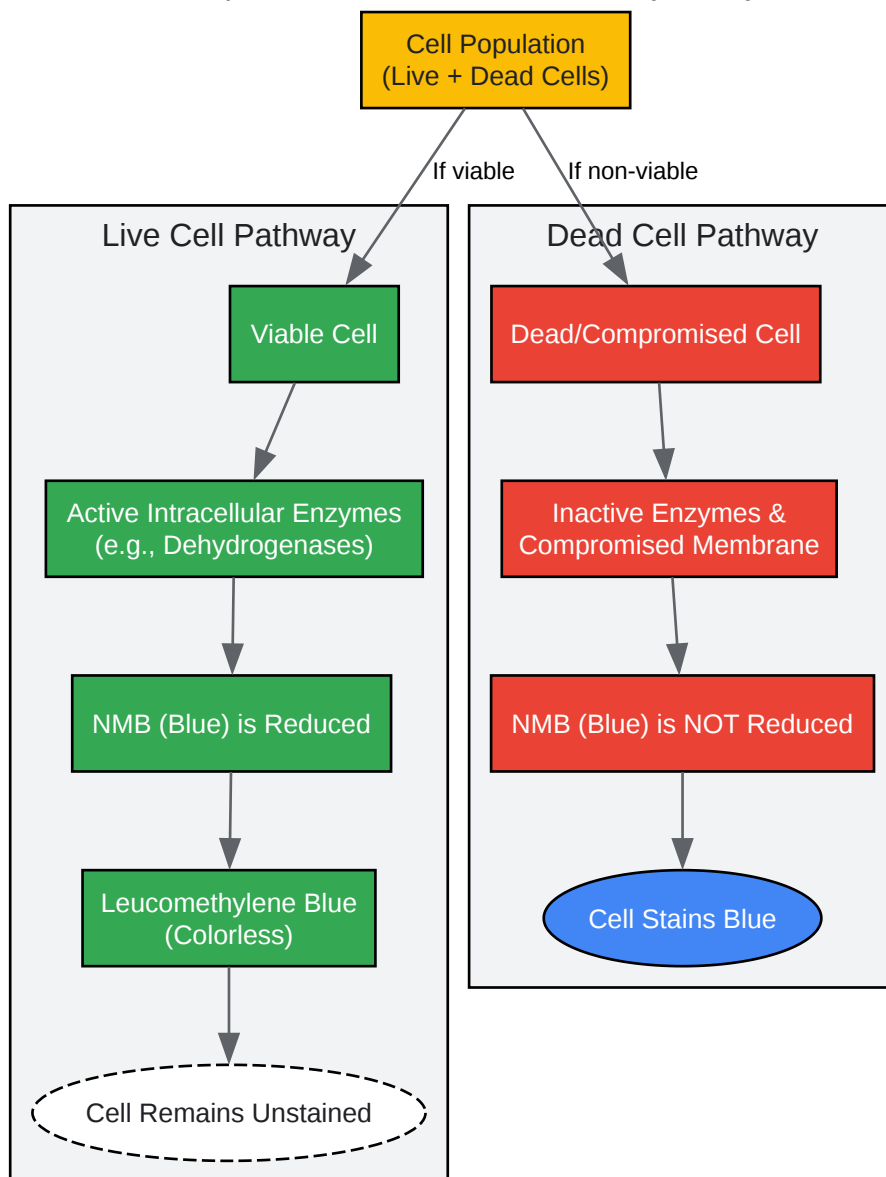 Cell Population
(Live + Dead Cells)
If viable
If non-viable
Live Cell Pathway
Viable Cell
Active Intracellular Enzymes
(e.g., Dehydrogenases)
NMB (Blue) is Reduced
Leucomethylene Blue
(Colorless)
Cell Remains Unstained
Dead Cell Pathway
Dead/Compromised Cell
Inactive Enzymes &
Compromised Membrane
NMB (Blue) is NOT Reduced
Cell Stains Blue